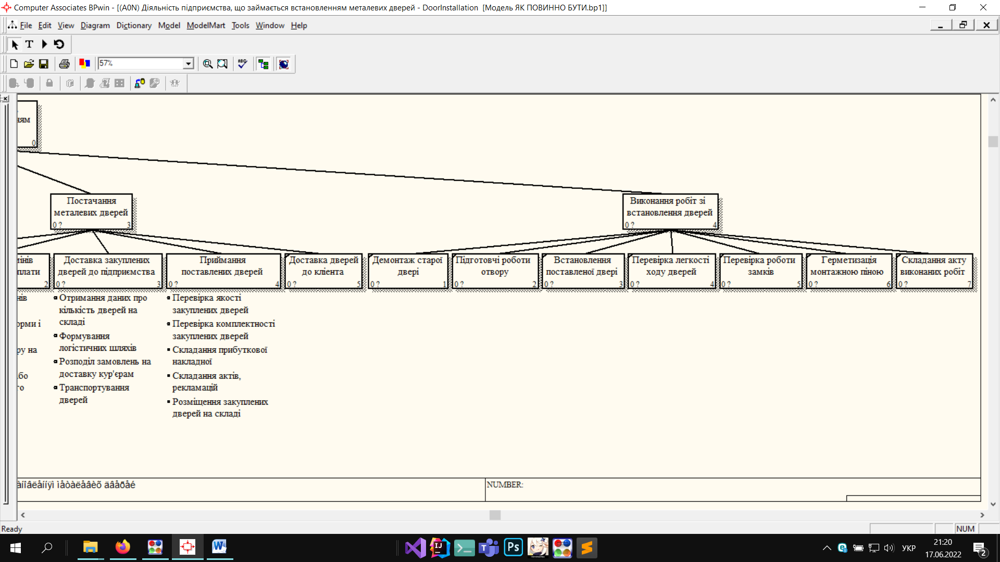 Computer Associates BPwin - [(A0N) Діяльність підприємства, що займається встановленням металевих дверей - DoorInstallation [Модель ЯК ПОВИННО БУТИ.bp1]]
File Edit View Diagram Dictionary Model ModelMart Tools Window Help
T
57%
ABC
ням
0
Постачання
металевих дверей
0 ? 3
Виконання робіт зі
встановлення дверей
0 ? 4
мінів
плати
2
Доставка закуплених
дверей до підприємства
0 ? 3
Приймання
поставлених дверей
0 ? 4
Доставка дверей
до клієнта
0 ? 5
Демонтаж старої
двері
0 ? 1
Підготовчі роботи
отвору
0 ? 2
Встановлення
поставленої двері
0 ? 3
Перевірка легкості
ходу дверей
0 ? 4
Перевірка роботи
замків
0 ? 5
Герметизація
монтажною піною
0 ? 6
Складання акту
виконаних робіт
0 ? 7
нів
орми і
ру на
бо
го
Отримання даних про
кількість дверей на
складі
Формування
логістичних шляхів
Розподіл замовлень на
доставку кур'єрам
Транспортування
дверей
Перевірка якості
закуплених дверей
Перевірка комплектності
закуплених дверей
Складання прибуткової
накладної
Складання актів,
рекламацій
Розміщення закуплених
дверей на складі
àíîâëåííÿì ìåòàëåâèõ äâåðåé
NUMBER:
Ready
NUM
W
IJ
T
Ps
УКР
21:20
17.06.2022
2